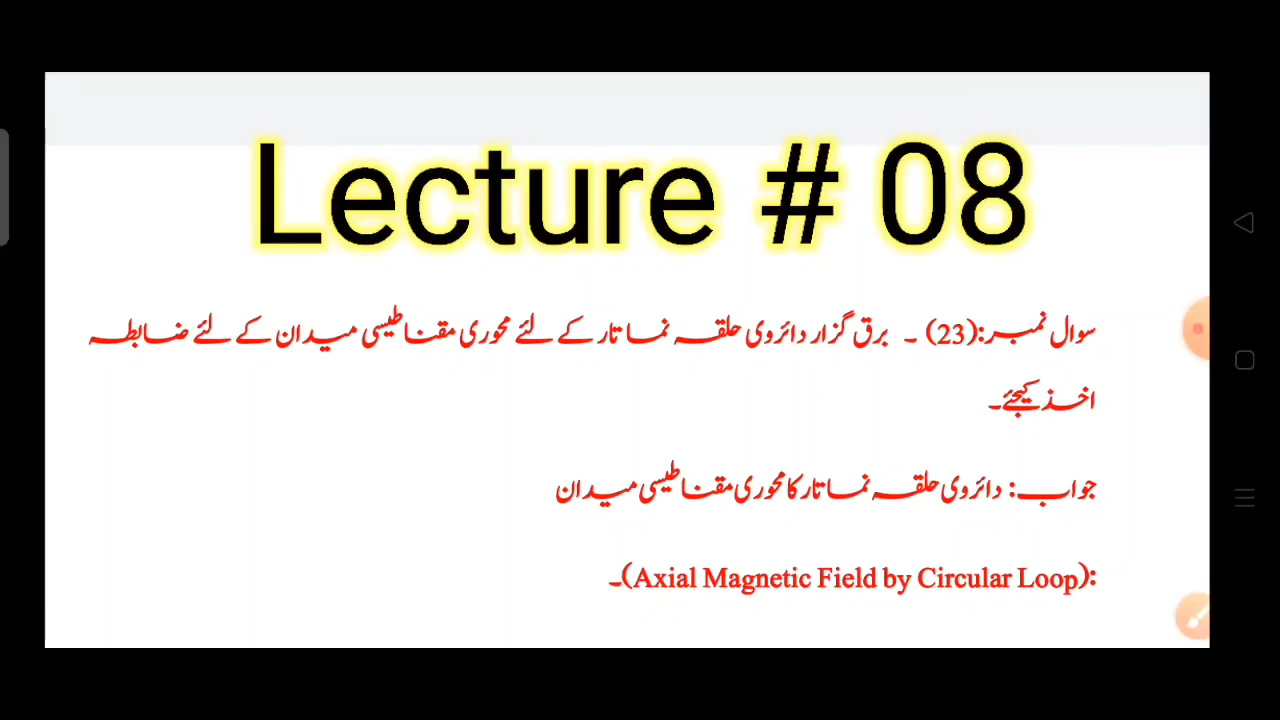 Lecture # 08
سوال نمبر:(23) ۔ برق گزار دائروی حلقہ نما تار کے لئے محوری مقناطیسی میدان کے لئے ضابطہ
اخذ کیجئے۔
جواب: دائروی حلقہ نما تار کا محوری مقناطیسی میدان
(Axial Magnetic Field by Circular Loop):۔